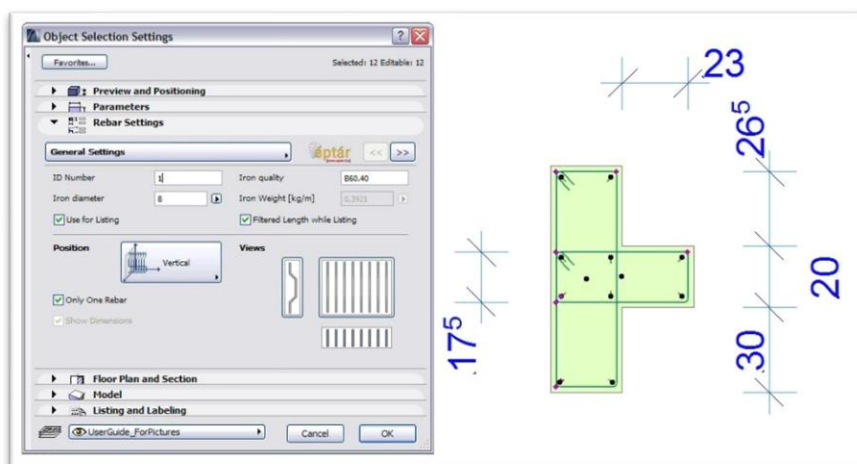 Object Selection Settings
Favorites...
Selected: 12 Editable: 12
Preview and Positioning
Parameters
Rebar Settings
General Settings
éptár
<<
>>
ID Number
1
Iron quality
B60.40
Iron diameter
8
Iron Weight [kg/m]
0,3921
Use for Listing
Filtered Length while Listing
Position
Vertical
Views
Only One Rebar
Show Dimensions
Floor Plan and Section
Model
Listing and Labeling
UserGuide_ForPictures
Cancel
OK
23
26⁵
20
30
17⁵